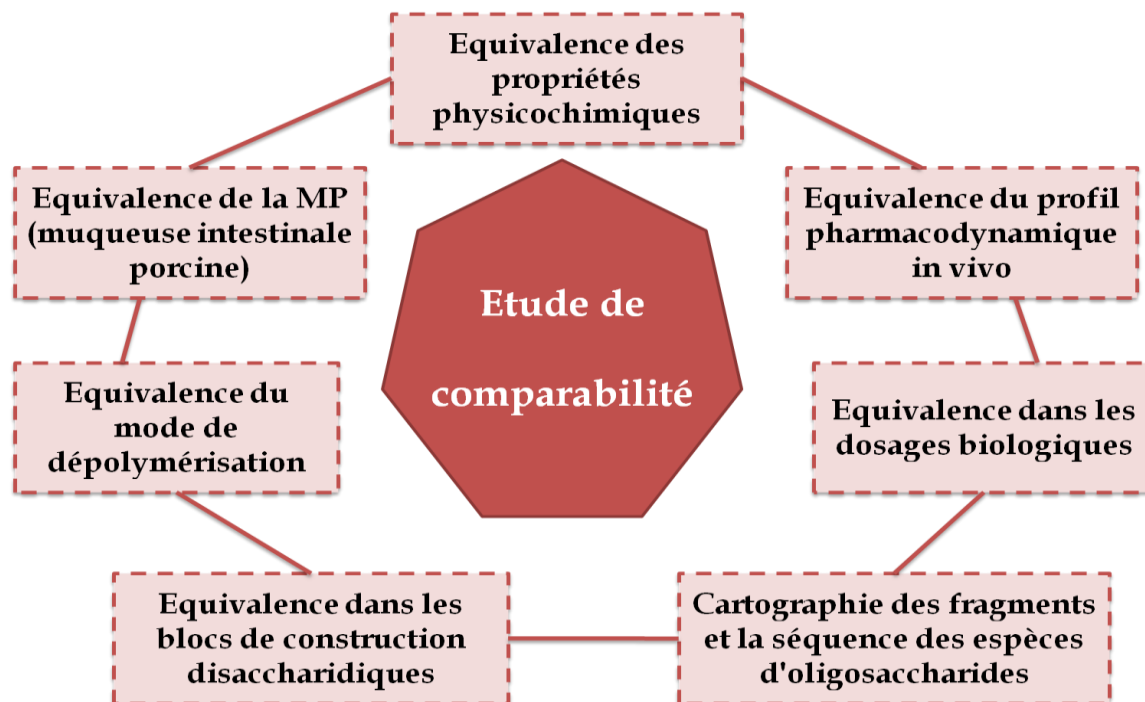 Equivalence des
propriétés
physicochimiques
Equivalence de la MP
(muqueuse intestinale
porcine)
Equivalence du profil
pharmacodynamique
in vivo
Etude de
comparabilité
Equivalence du
mode de
dépolymérisation
Equivalence dans les
dosages biologiques
Equivalence dans les
blocs de construction
disaccharidiques
Cartographie des fragments
et la séquence des espèces
d'oligosaccharides